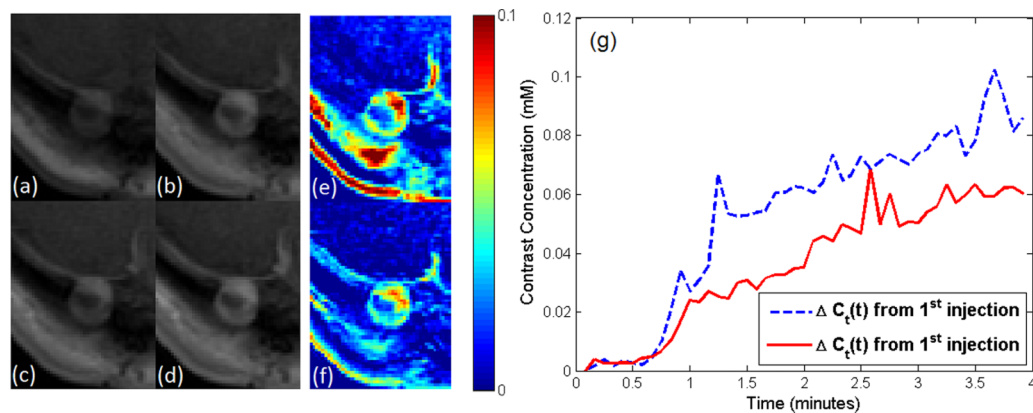 (a)
(b)
(c)
(d)
(e)
(f)
0.1
0
(g)
Contrast Concentration (mM)
0.12
0.1
0.08
0.06
0.04
0.02
0
0
0.5
1
1.5
2
2.5
3
3.5
4
Time (minutes)
Δ Ct(t) from 1st injection
Δ Ct(t) from 1st injection